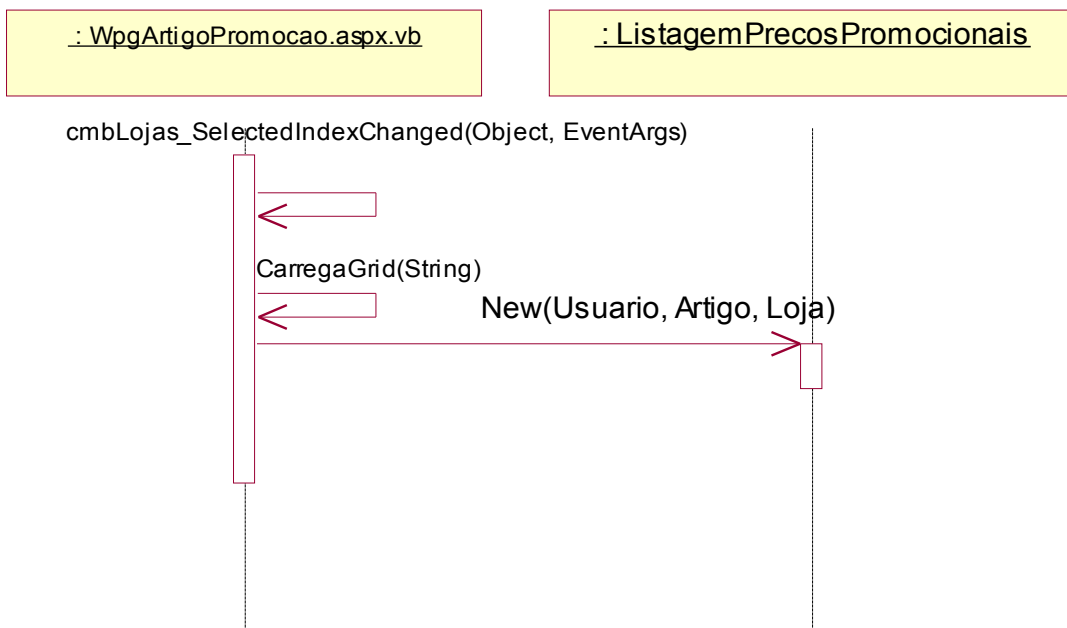 : WpgArtigoPromocao.aspx.vb
: ListagemPrecosPromocionais
cmbLojas_SelectedIndexChanged(Object, EventArgs)
CarregaGrid(String)
New(Usuario, Artigo, Loja)